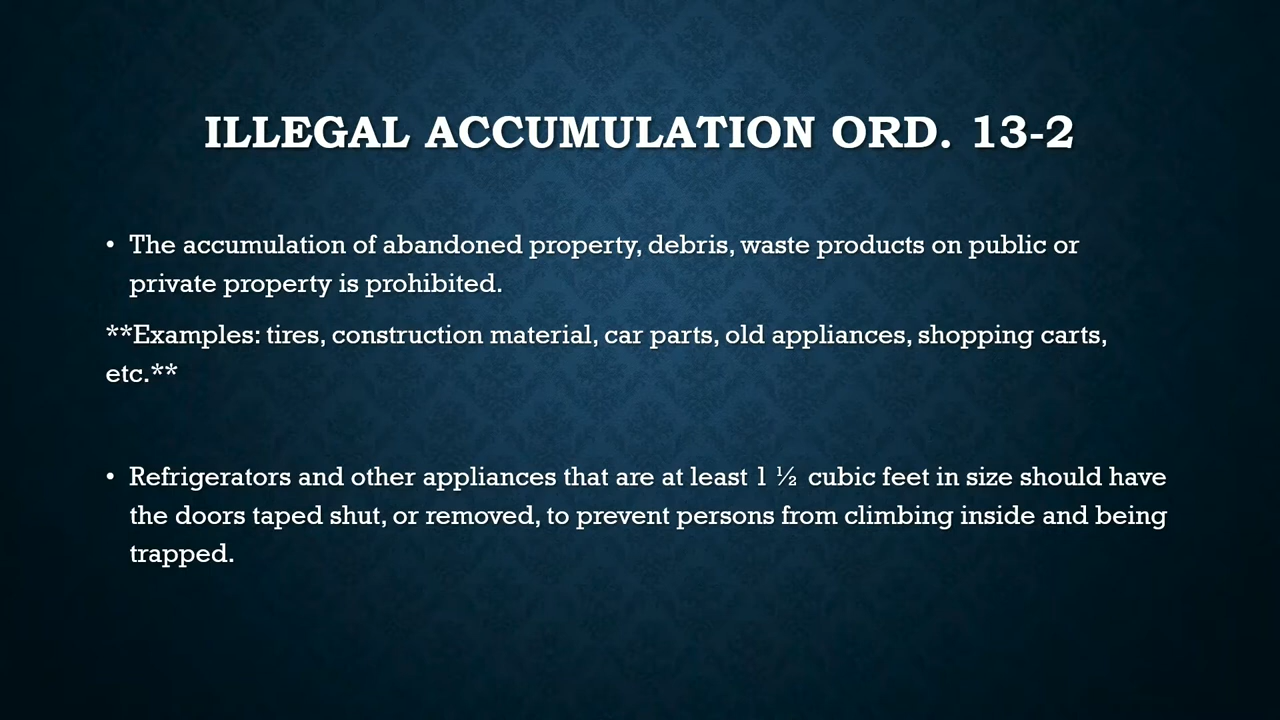 ILLEGAL ACCUMULATION ORD. 13-2
• The accumulation of abandoned property, debris, waste products on public or
private property is prohibited.
**Examples: tires, construction material, car parts, old appliances, shopping carts,
etc.**
• Refrigerators and other appliances that are at least 1 ½ cubic feet in size should have
the doors taped shut, or removed, to prevent persons from climbing inside and being
trapped.